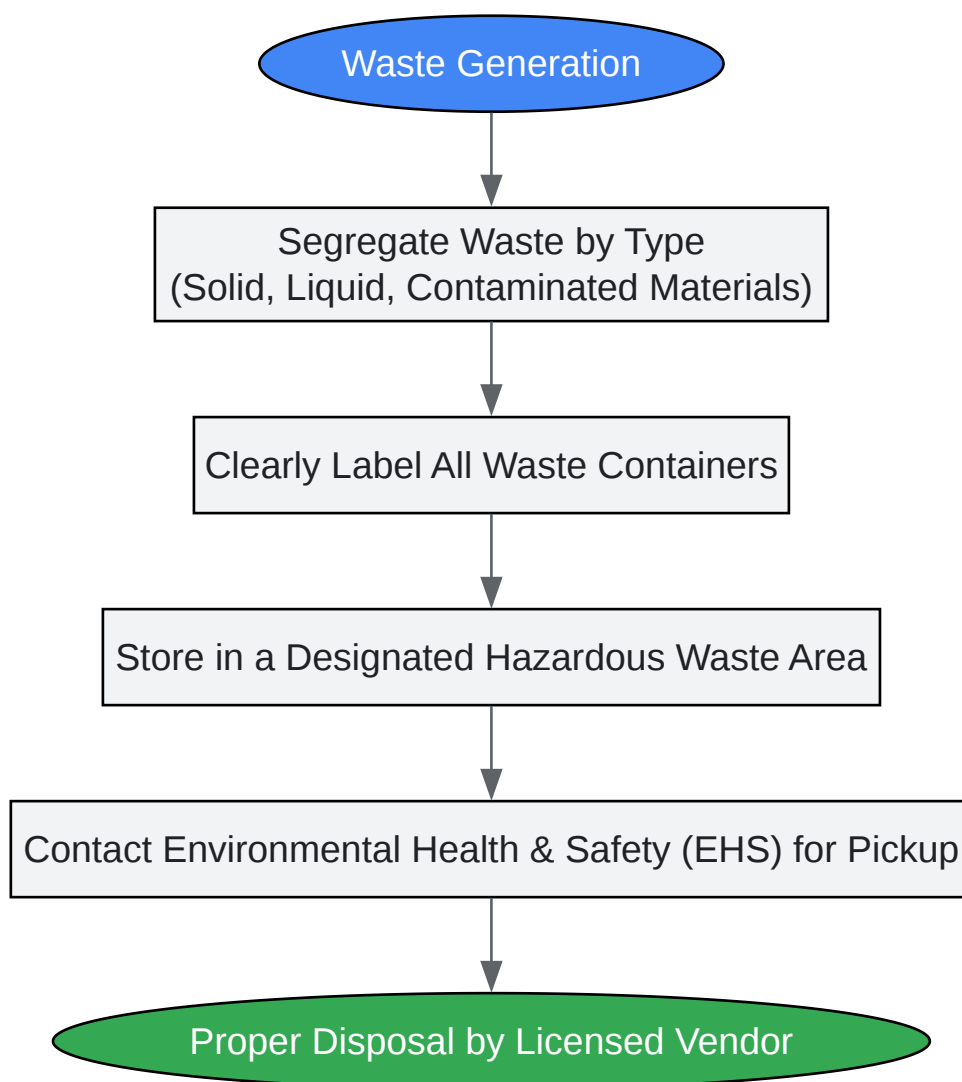 Waste Generation
Segregate Waste by Type
(Solid, Liquid, Contaminated Materials)
Clearly Label All Waste Containers
Store in a Designated Hazardous Waste Area
Contact Environmental Health & Safety (EHS) for Pickup
Proper Disposal by Licensed Vendor